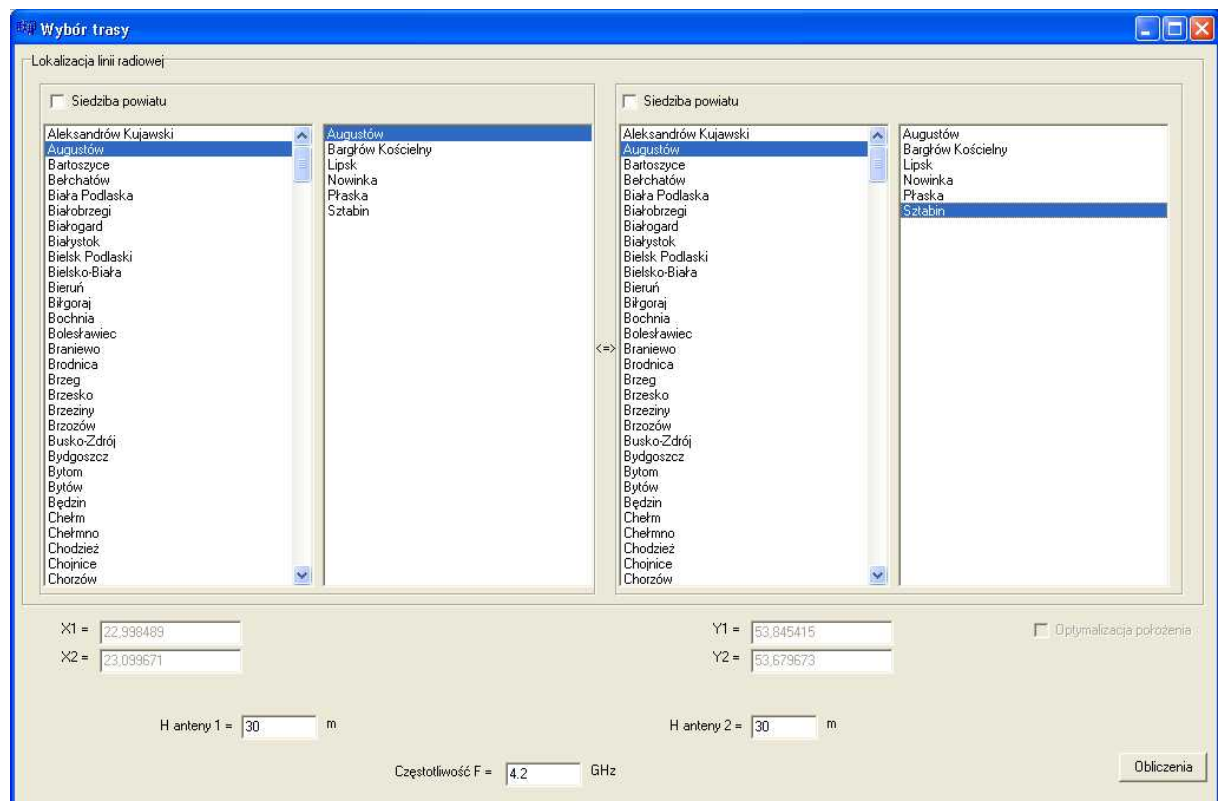 Wybór trasy
Lokalizacja linii radiowej
Siedziba powiatu
Aleksandrów Kujawski
Augustów
Bartoszyce
Bełchatów
Biała Podlaska
Białobrzegi
Białogard
Białystok
Bielsk Podlaski
Bielsko-Biała
Bieruń
Biłgoraj
Bochnia
Bolesławiec
Braniewo
Brodnica
Brzeg
Brzesko
Brzeziny
Brzozów
Busko-Zdrój
Bydgoszcz
Bytom
Bytów
Będzin
Chełm
Chełmno
Chodzież
Chojnice
Chorzów
Augustów
Bargłów Kościelny
Lipsk
Nowinka
Płaska
Sztabin
<=>
Siedziba powiatu
Aleksandrów Kujawski
Augustów
Bartoszyce
Bełchatów
Biała Podlaska
Białobrzegi
Białogard
Białystok
Bielsk Podlaski
Bielsko-Biała
Bieruń
Biłgoraj
Bochnia
Bolesławiec
Braniewo
Brodnica
Brzeg
Brzesko
Brzeziny
Brzozów
Busko-Zdrój
Bydgoszcz
Bytom
Bytów
Będzin
Chełm
Chełmno
Chodzież
Chojnice
Chorzów
Augustów
Bargłów Kościelny
Lipsk
Nowinka
Płaska
Sztabin
X1 = 22,998489
Y1 = 53,845415
Optymalizacja położenia
X2 = 23,099671
Y2 = 53,679673
H anteny 1 = 30 m
H anteny 2 = 30 m
Częstotliwość F = 4.2 GHz
Obliczenia